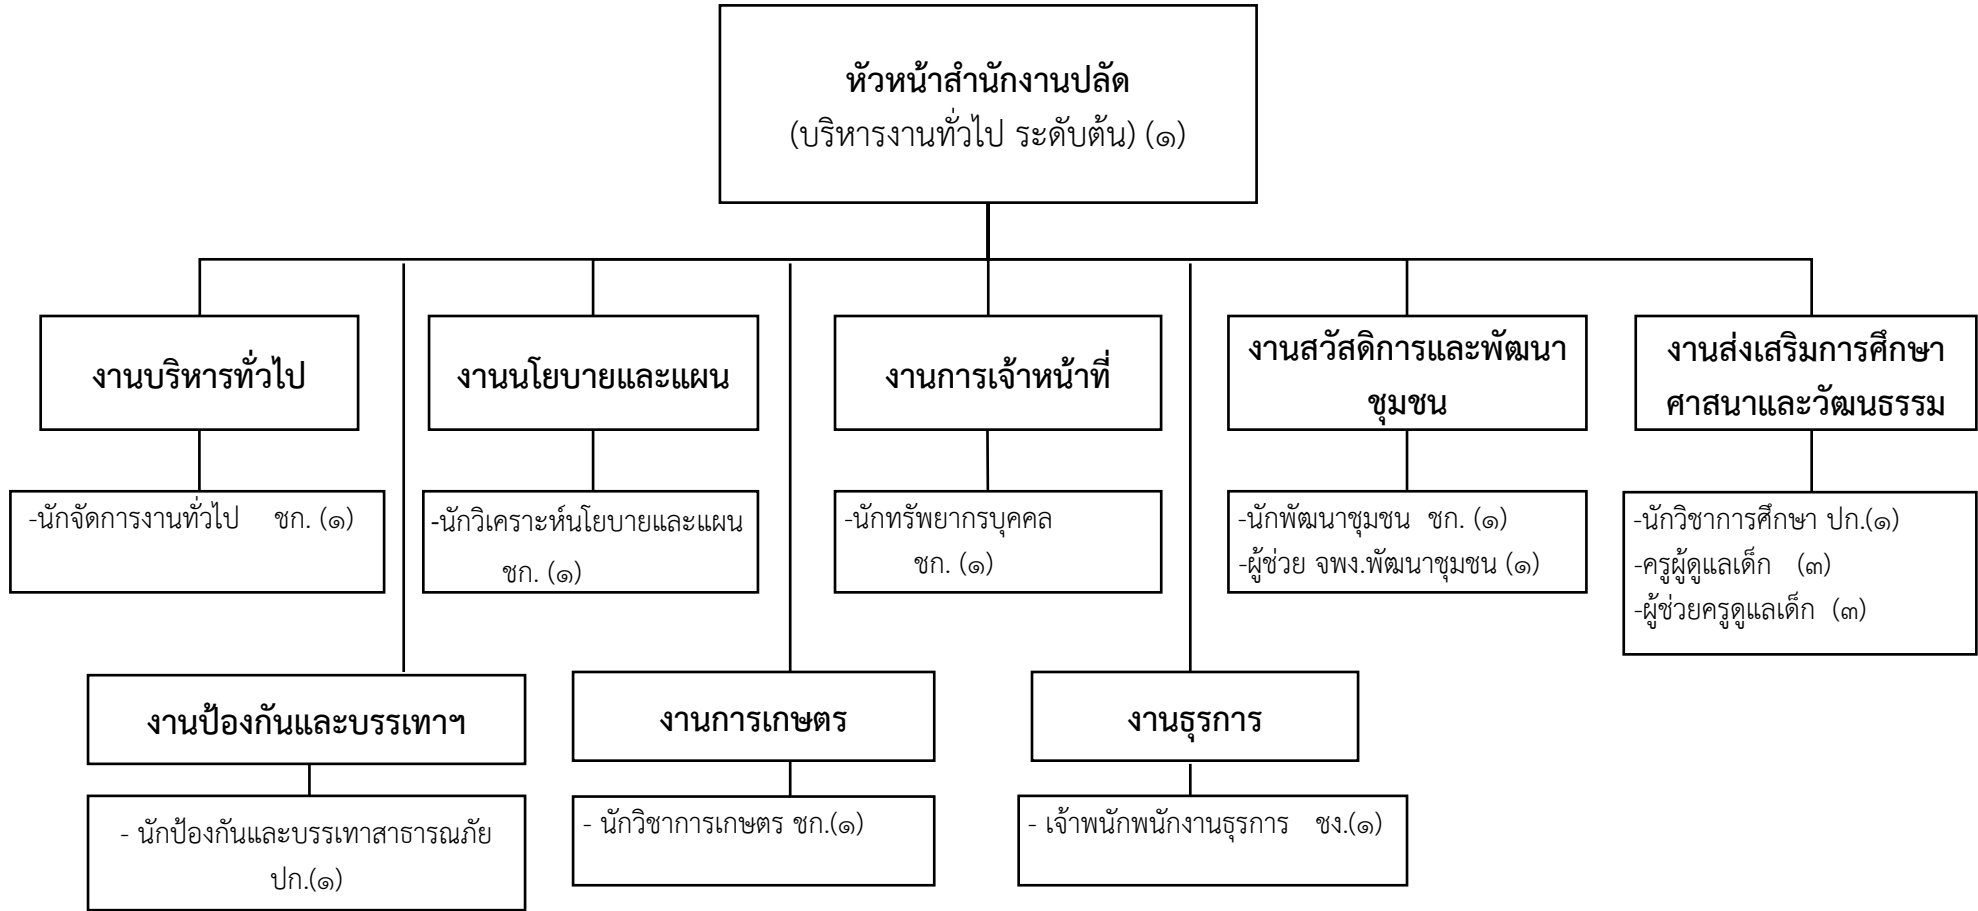 หัวหน้าสำนักงานปลัด
(บริหารงานทั่วไป ระดับต้น) (๑)
งานบริหารทั่วไป
-นักจัดการงานทั่วไป ชก. (๑)
งานนโยบายและแผน
-นักวิเคราะห์นโยบายและแผน
ชก. (๑)
งานการเจ้าหน้าที่
-นักทรัพยากรบุคคล
ชก. (๑)
งานสวัสดิการและพัฒนา
ชุมชน
-นักพัฒนาชุมชน ชก. (๑)
-ผู้ช่วย จพง.พัฒนาชุมชน (๑)
งานส่งเสริมการศึกษา
ศาสนาและวัฒนธรรม
-นักวิชาการศึกษา ปก.(๑)
-ครูผู้ดูแลเด็ก (๓)
-ผู้ช่วยครูดูแลเด็ก (๓)
งานป้องกันและบรรเทาฯ
- นักป้องกันและบรรเทาสาธารณภัย
ปก.(๑)
งานการเกษตร
- นักวิชาการเกษตร ชก.(๑)
งานธุรการ
- เจ้าพนักพนักงานธุรการ ชง.(๑)